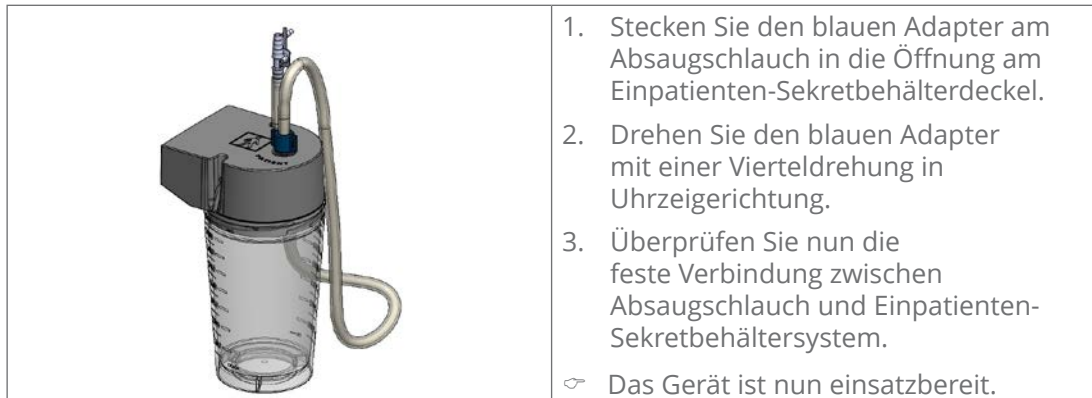 1. Stecken Sie den blauen Adapter am
Absaugschlauch in die Öffnung am
Einpatienten-Sekretbehälterdeckel.
2. Drehen Sie den blauen Adapter
mit einer Vierteldrehung in
Uhrzeigerichtung.
3. Überprüfen Sie nun die
feste Verbindung zwischen
Absaugschlauch und Einpatienten-
Sekretbehältersystem.
☞ Das Gerät ist nun einsatzbereit.